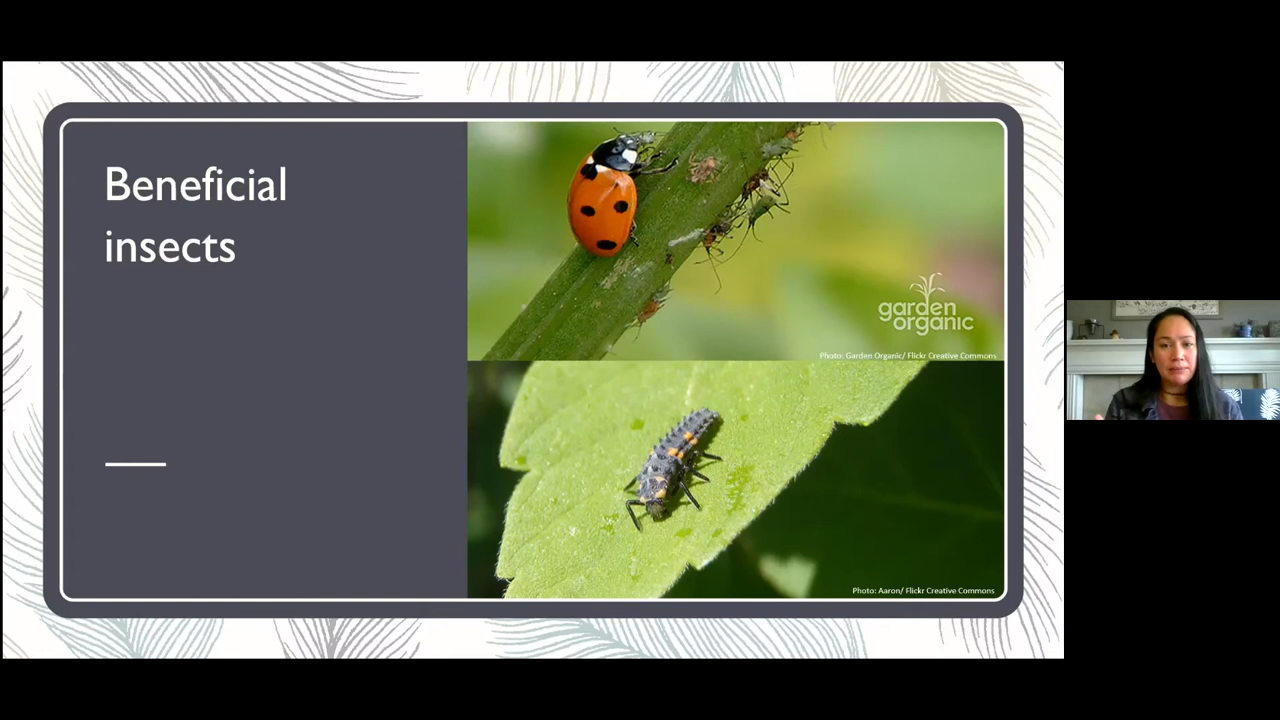 Beneficial
insects
garden
organic
Photo: Garden Organic/ Flickr Creative Commons
Photo: Aaron/ Flickr Creative Commons